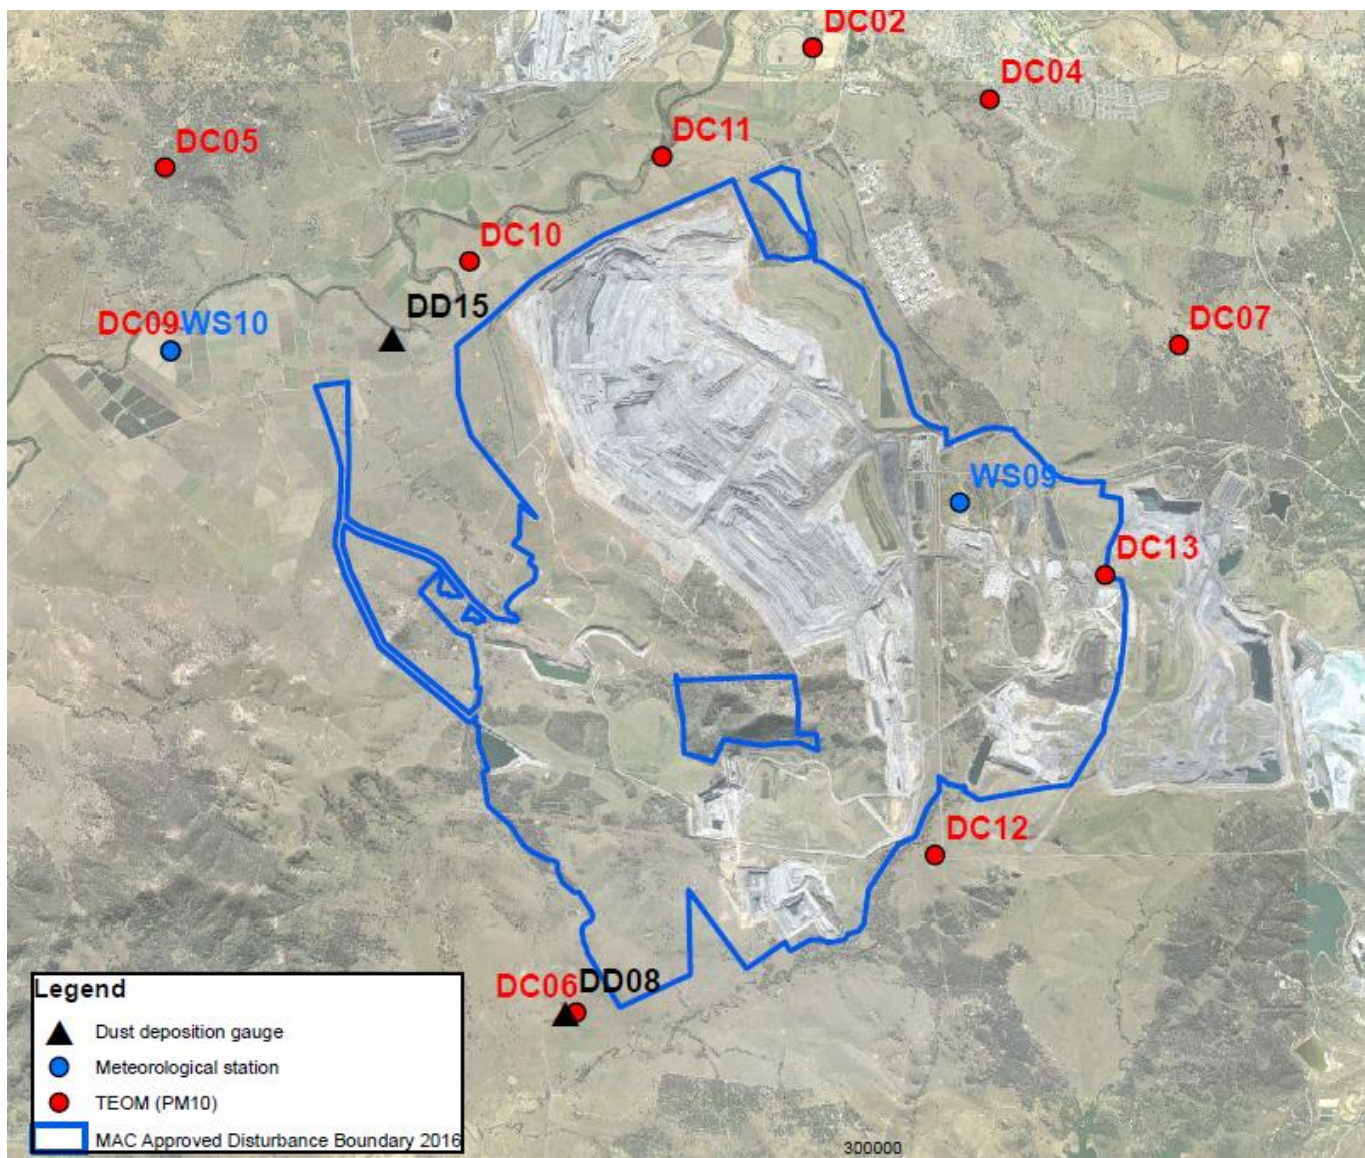 DC02
DC04
DC11
DC05
DC10
DD15
DC09 WS10
DC07
WS09
DC13
DC12
DC06 DD08
Legend
Dust deposition gauge
Meteorological station
TEOM (PM10)
MAC Approved Disturbance Boundary 2016
300000